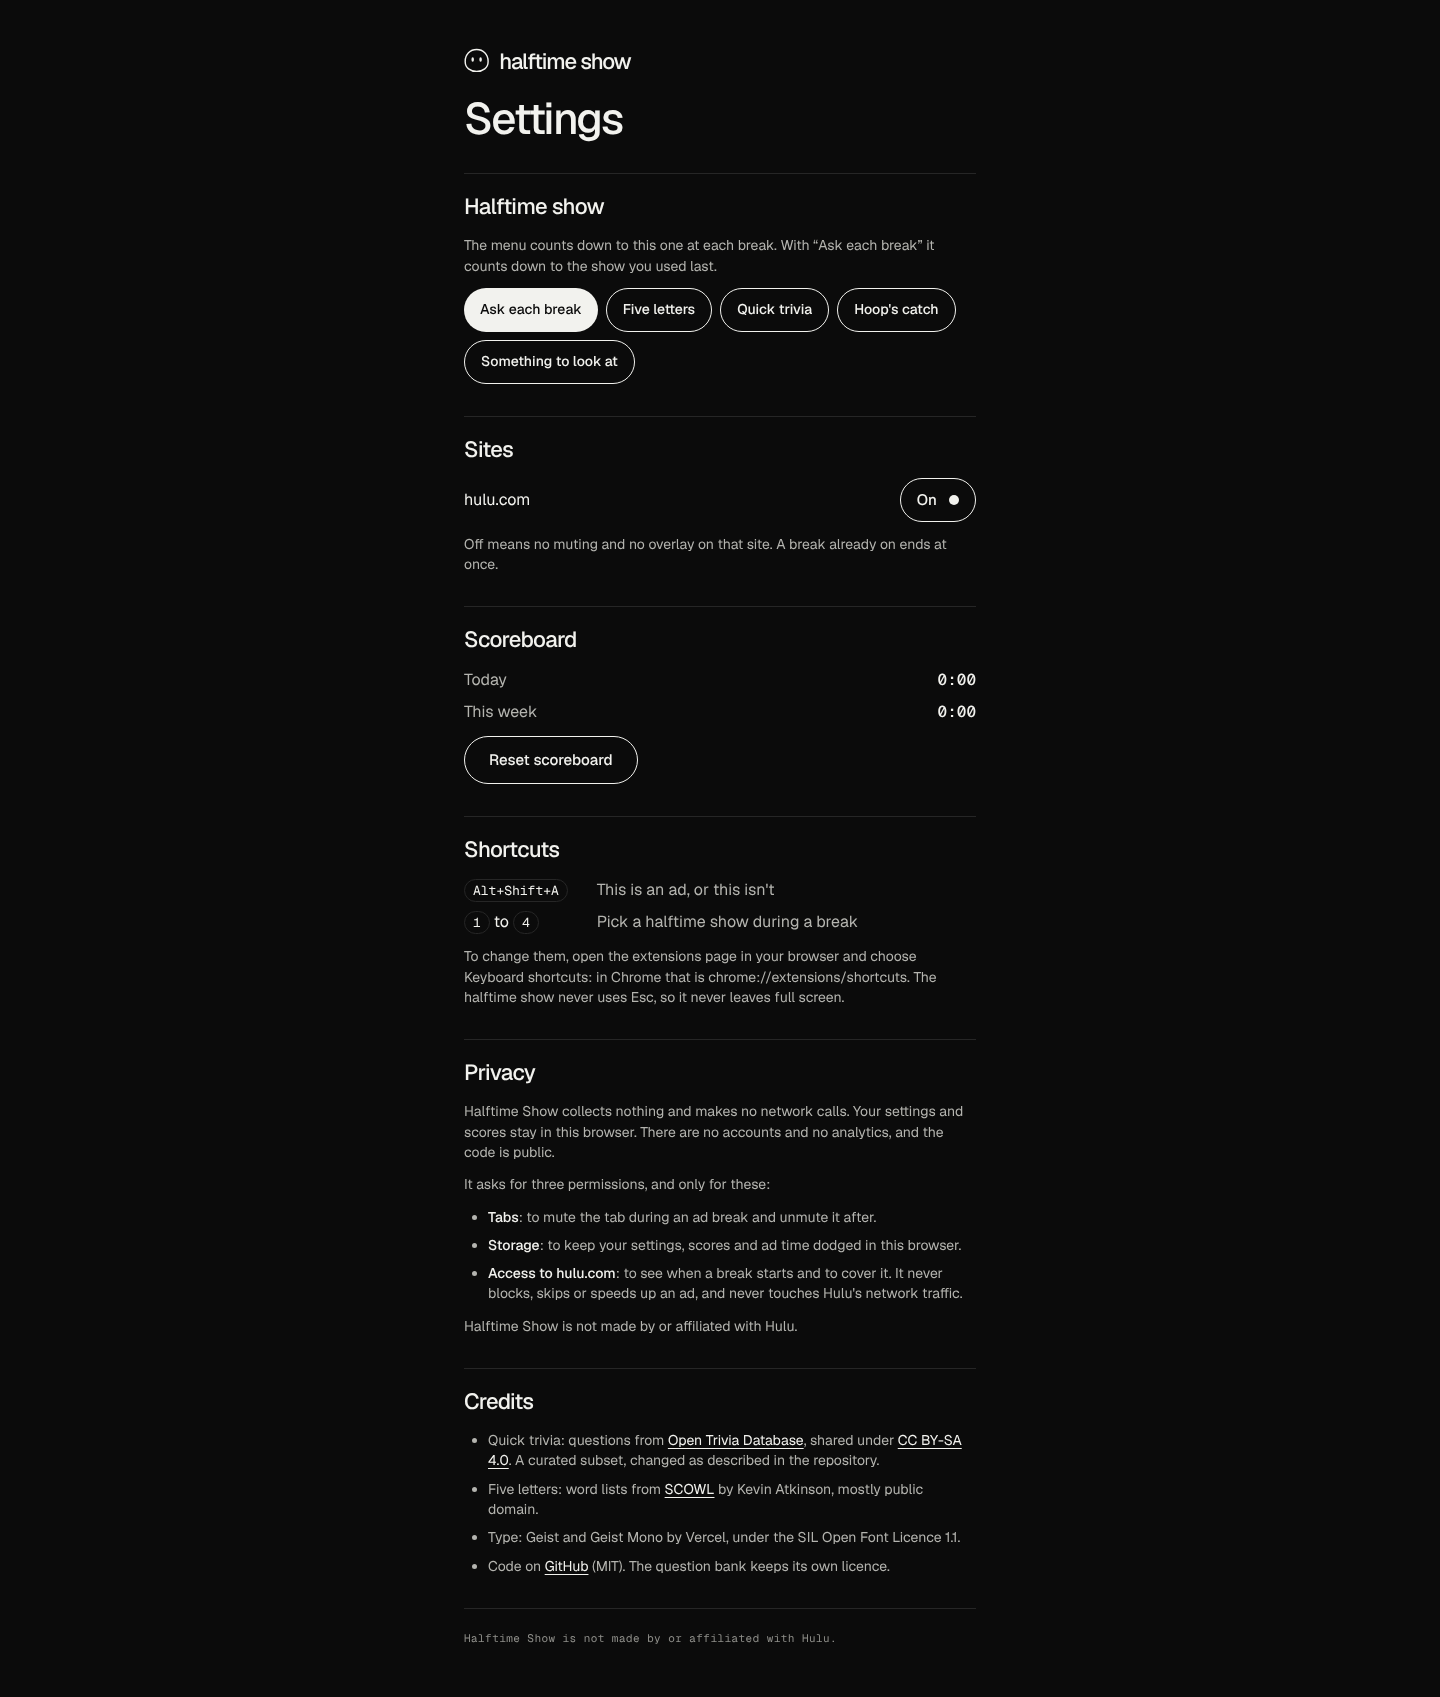 halftime show
Settings
Halftime show
The menu counts down to this one at each break. With “Ask each break” it
counts down to the show you used last.
Ask each break
Five letters
Quick trivia
Hoop's catch
Something to look at
Sites
hulu.com
On
Off means no muting and no overlay on that site. A break already on ends at
once.
Scoreboard
Today 0:00
This week 0:00
Reset scoreboard
Shortcuts
Alt+Shift+A This is an ad, or this isn't
1 to 4 Pick a halftime show during a break
To change them, open the extensions page in your browser and choose
Keyboard shortcuts: in Chrome that is chrome://extensions/shortcuts. The
halftime show never uses Esc, so it never leaves full screen.
Privacy
Halftime Show collects nothing and makes no network calls. Your settings and
scores stay in this browser. There are no accounts and no analytics, and the
code is public.
It asks for three permissions, and only for these:
• Tabs: to mute the tab during an ad break and unmute it after.
• Storage: to keep your settings, scores and ad time dodged in this browser.
• Access to hulu.com: to see when a break starts and to cover it. It never
blocks, skips or speeds up an ad, and never touches Hulu's network traffic.
Halftime Show is not made by or affiliated with Hulu.
Credits
• Quick trivia: questions from Open Trivia Database, shared under CC BY-SA
4.0. A curated subset, changed as described in the repository.
• Five letters: word lists from SCOWL by Kevin Atkinson, mostly public
domain.
• Type: Geist and Geist Mono by Vercel, under the SIL Open Font Licence 1.1.
• Code on GitHub (MIT). The question bank keeps its own licence.
Halftime Show is not made by or affiliated with Hulu.